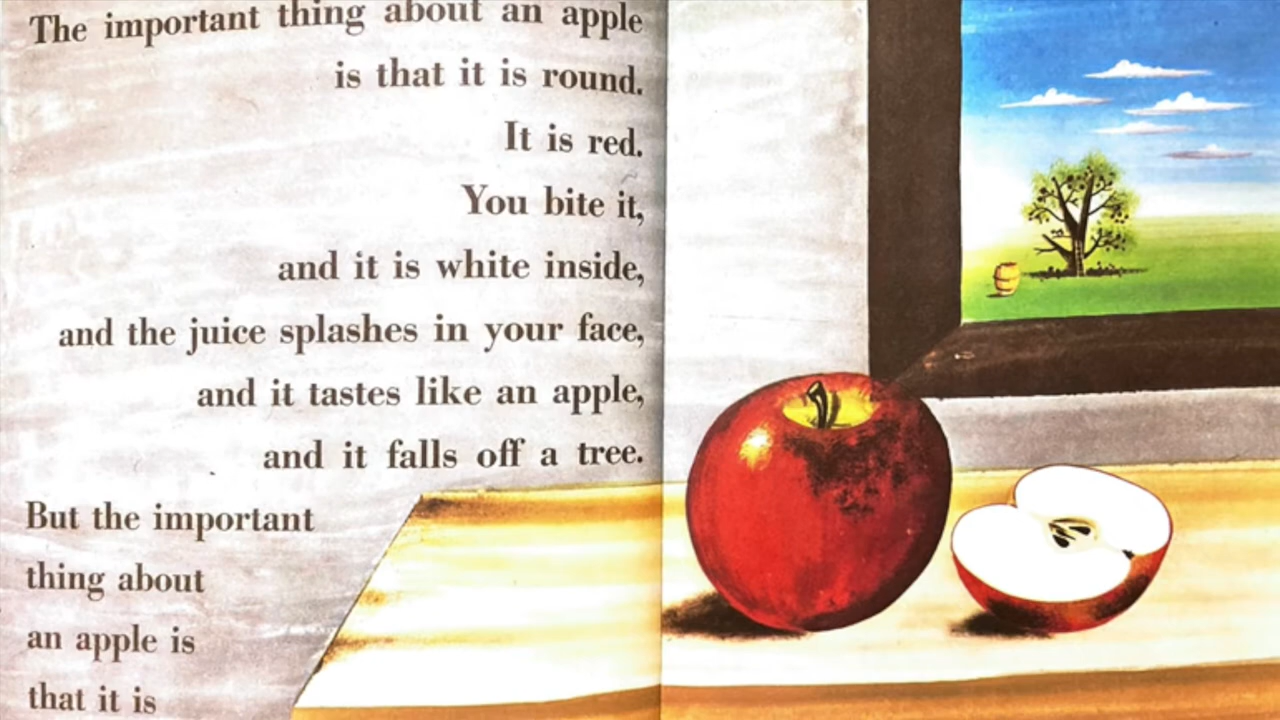 The important thing about an apple
is that it is round.
It is red.
You bite it,
and it is white inside,
and the juice splashes in your face,
and it tastes like an apple,
and it falls off a tree.
But the important
thing about
an apple is
that it is